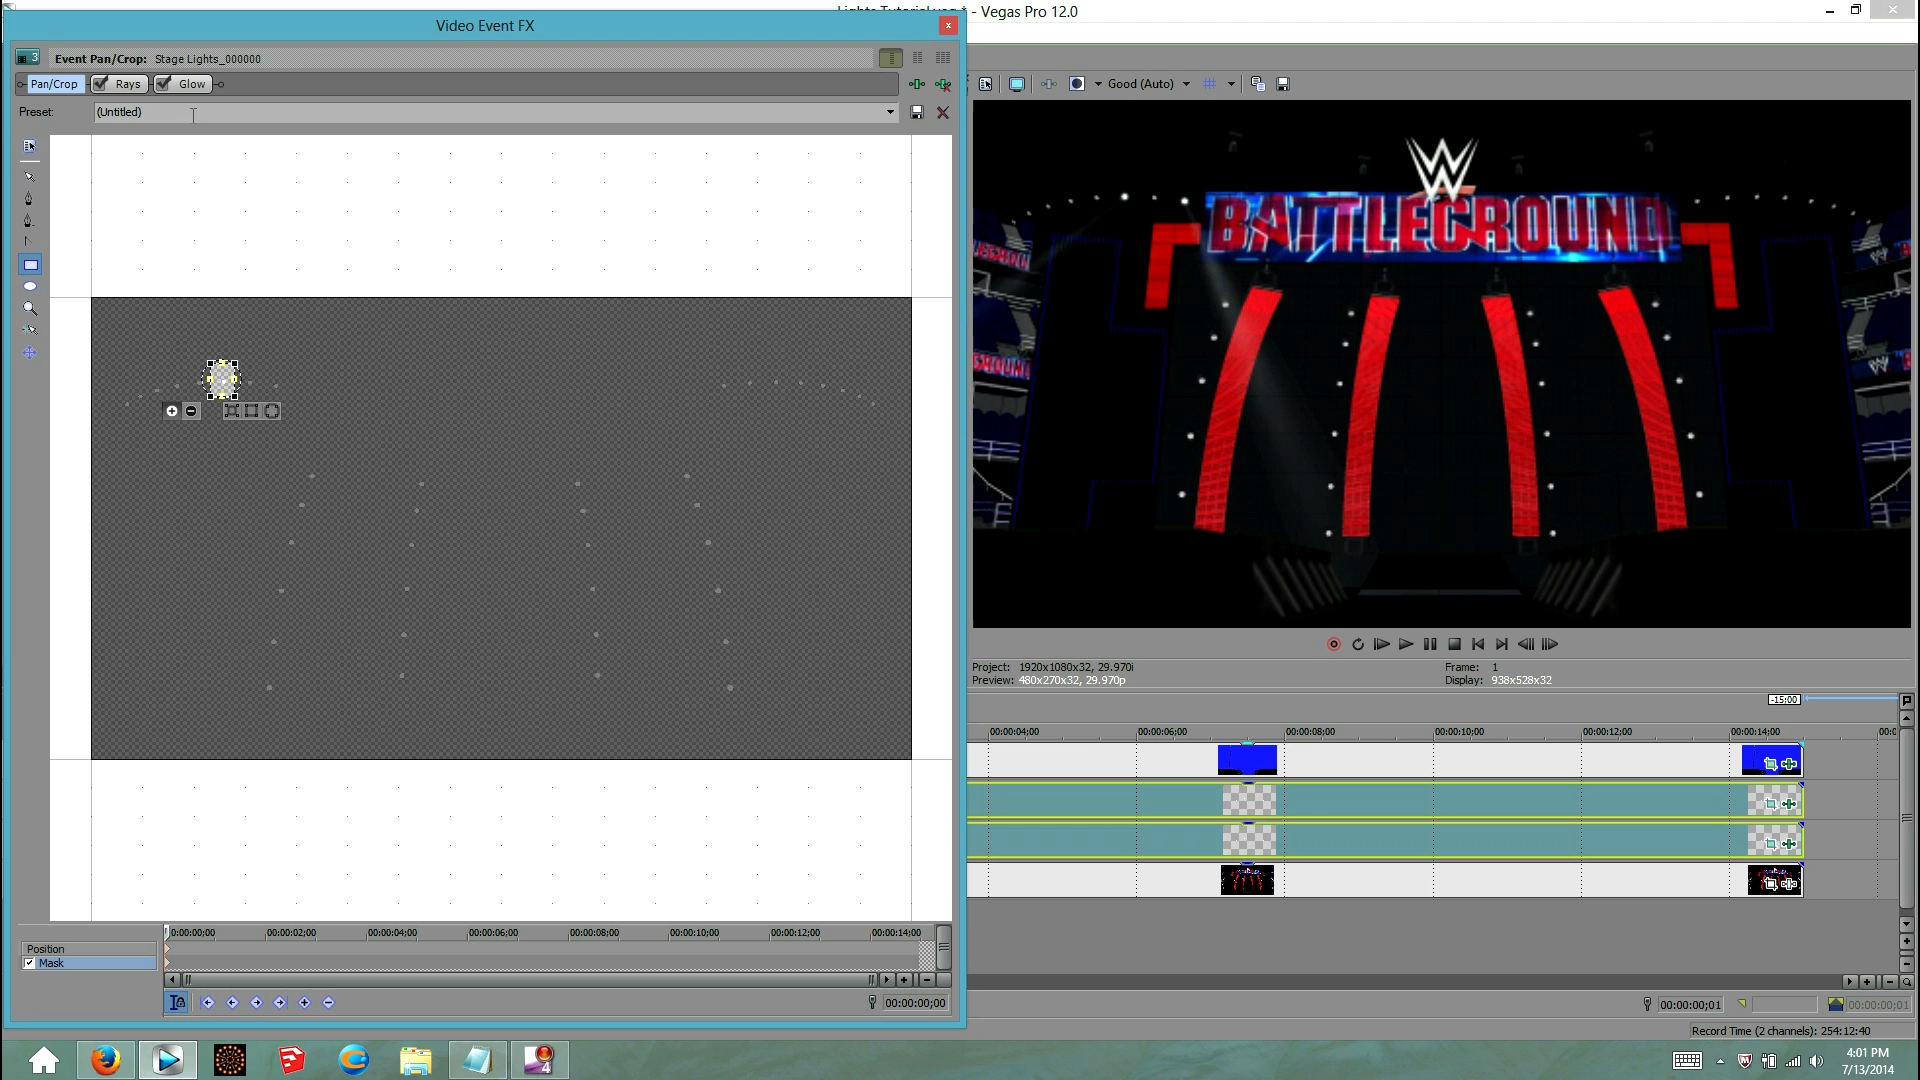 - Vegas Pro 12.0
Video Event FX
3
Event Pan/Crop: Stage Lights_000000
Pan/Crop Rays Glow
Preset: (Untitled)
Good (Auto)
W
BATTLEGROUND
Project: 1920x1080x32, 29.970i
Preview: 480x270x32, 29.970p
Frame: 1
Display: 938x528x32
-15:00
00:00:04;00 00:00:06;00 00:00:08;00 00:00:10;00 00:00:12;00 00:00:14;00
0:00:00;00 00:00:02;00 00:00:04;00 00:00:06;00 00:00:08;00 00:00:10;00 00:00:12;00 00:00:14;00
Position
Mask
00:00:00;00
00:00:00;01
00:00:00;01
Record Time (2 channels): 254:12:40
4
4:01 PM
7/13/2014